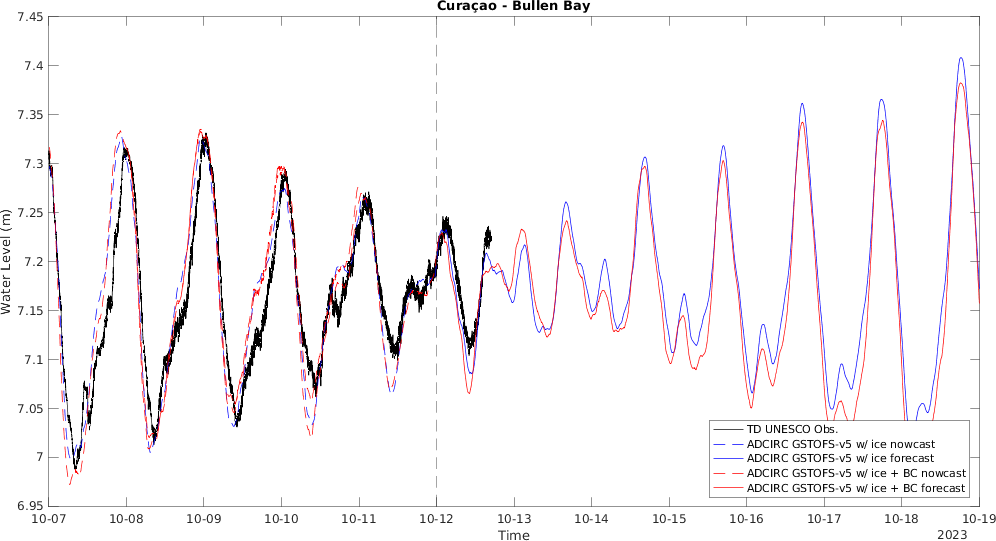 Curaçao - Bullen Bay
Water Level (m)
7.45
7.4
7.35
7.3
7.25
7.2
7.15
7.1
7.05
7
6.95
10-07 10-08 10-09 10-10 10-11 10-12 10-13 10-14 10-15 10-16 10-17 10-18 10-19
Time
2023
TD UNESCO Obs.
ADCIRC GSTOFS-v5 w/ ice nowcast
ADCIRC GSTOFS-v5 w/ ice forecast
ADCIRC GSTOFS-v5 w/ ice + BC nowcast
ADCIRC GSTOFS-v5 w/ ice + BC forecast